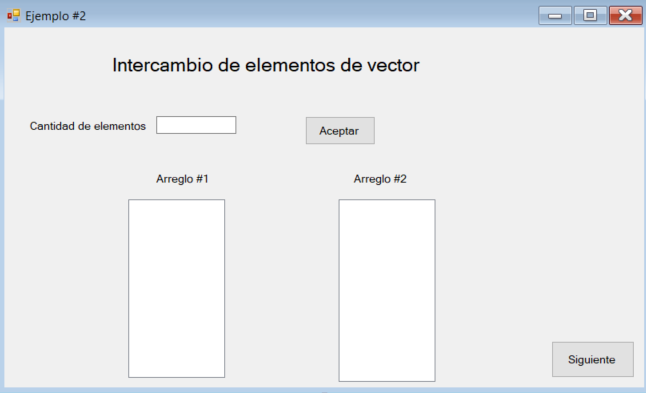 Ejemplo #2
Intercambio de elementos de vector
Cantidad de elementos
Aceptar
Arreglo #1
Arreglo #2
Siguiente